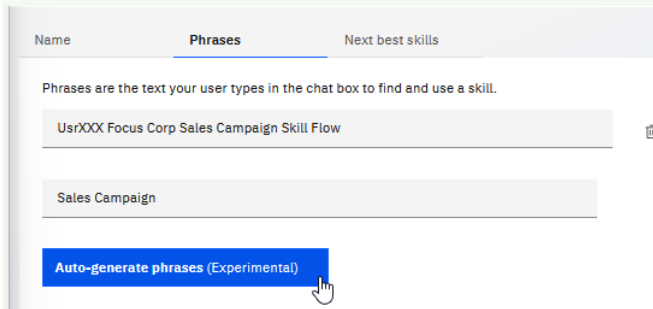 Name
Phrases
Next best skills
Phrases are the text your user types in the chat box to find and use a skill.
UsrXXX Focus Corp Sales Campaign Skill Flow
Sales Campaign
Auto-generate phrases (Experimental)